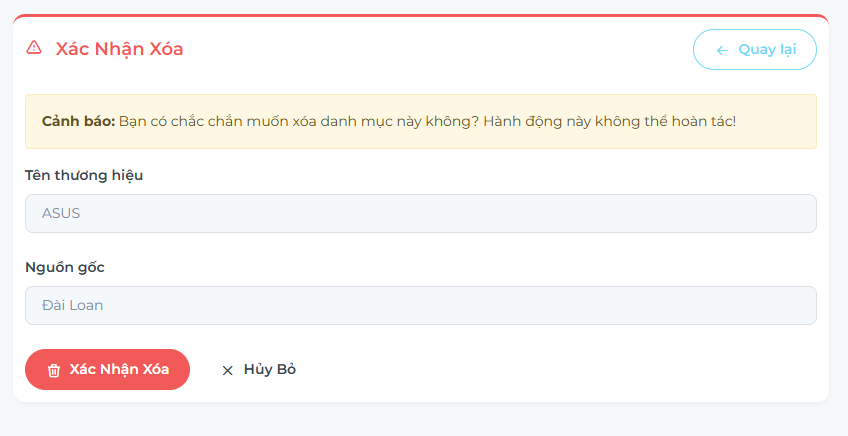 Xác Nhận Xóa
Quay lại
Cảnh báo: Bạn có chắc chắn muốn xóa danh mục này không? Hành động này không thể hoàn tác!
Tên thương hiệu
ASUS
Nguồn gốc
Đài Loan
Xác Nhận Xóa
Hủy Bỏ